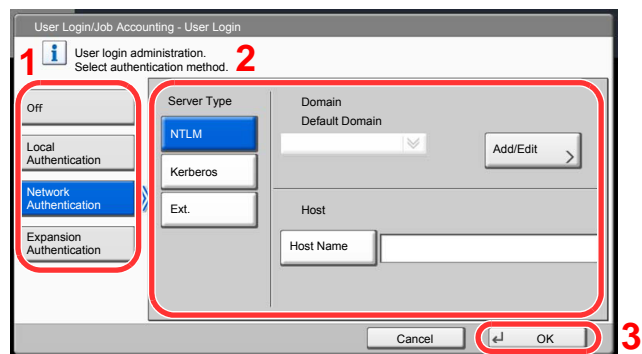 User Login/Job Accounting - User Login
1
i
User login administration.
Select authentication method.
2
Off
Local
Authentication
Network
Authentication
Expansion
Authentication
Server Type
NTLM
Kerberos
Ext.
Domain
Default Domain
Add/Edit
Host
Host Name
Cancel
OK
3